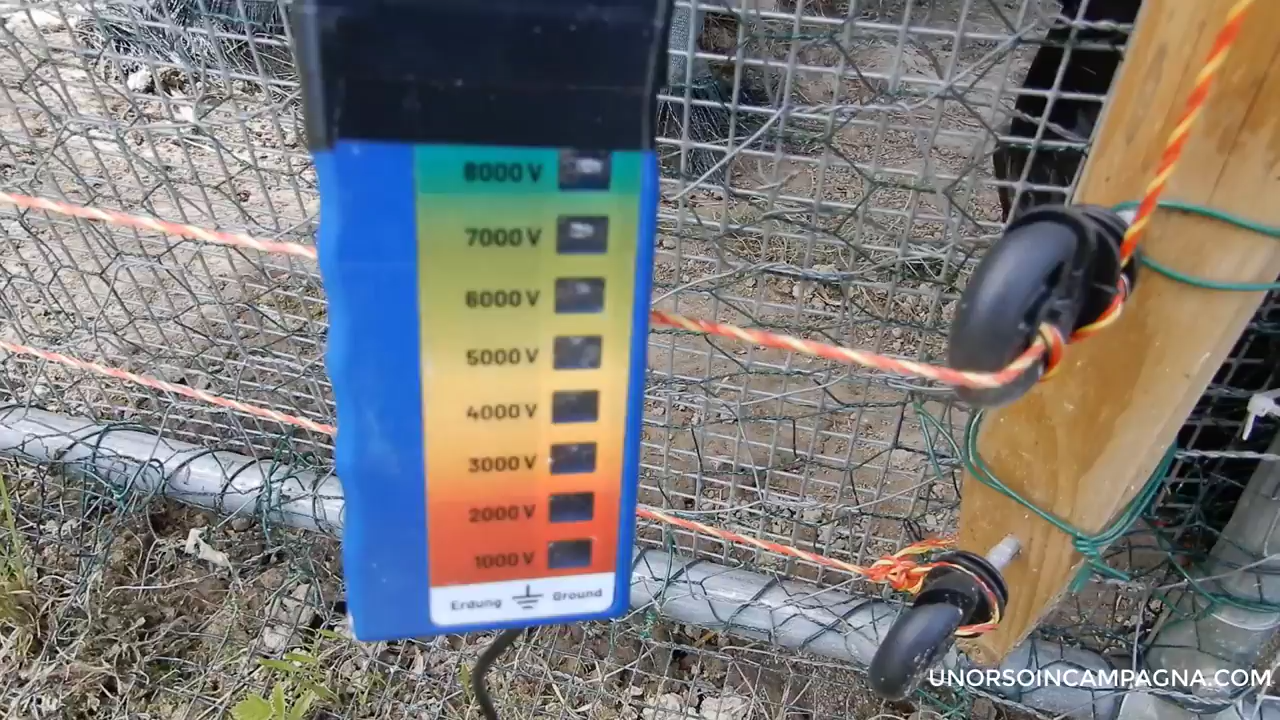 8000 V
7000 V
6000 V
5000 V
4000 V
3000 V
2000 V
1000 V
Erdung Ground
UNORSOINCAMPAGNA.COM